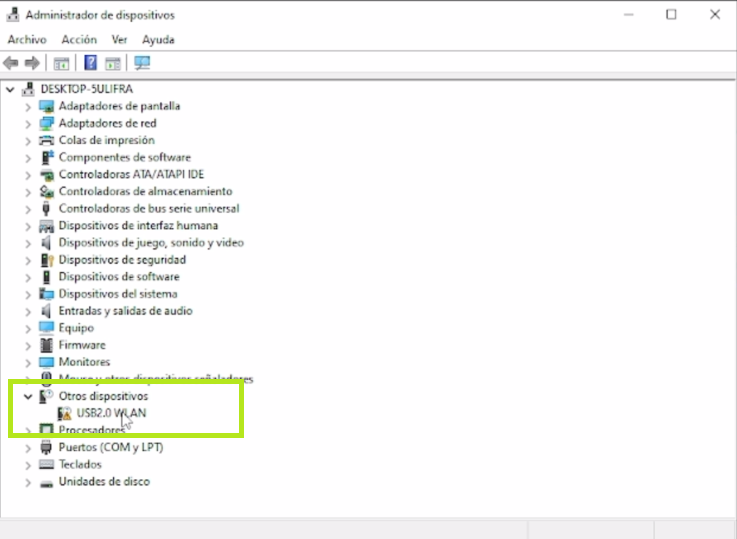 Administrador de dispositivos
Archivo Acción Ver Ayuda
DESKTOP-5ULIFRA
Adaptadores de pantalla
Adaptadores de red
Colas de impresión
Componentes de software
Controladoras ATA/ATAPI IDE
Controladoras de almacenamiento
Controladoras de bus serie universal
Dispositivos de interfaz humana
Dispositivos de juego, sonido y video
Dispositivos de seguridad
Dispositivos de software
Dispositivos del sistema
Entradas y salidas de audio
Equipo
Firmware
Monitores
Mouse y otros dispositivos señaladores
Otros dispositivos
USB2.0 WLAN
Procesadores
Puertos (COM y LPT)
Teclados
Unidades de disco